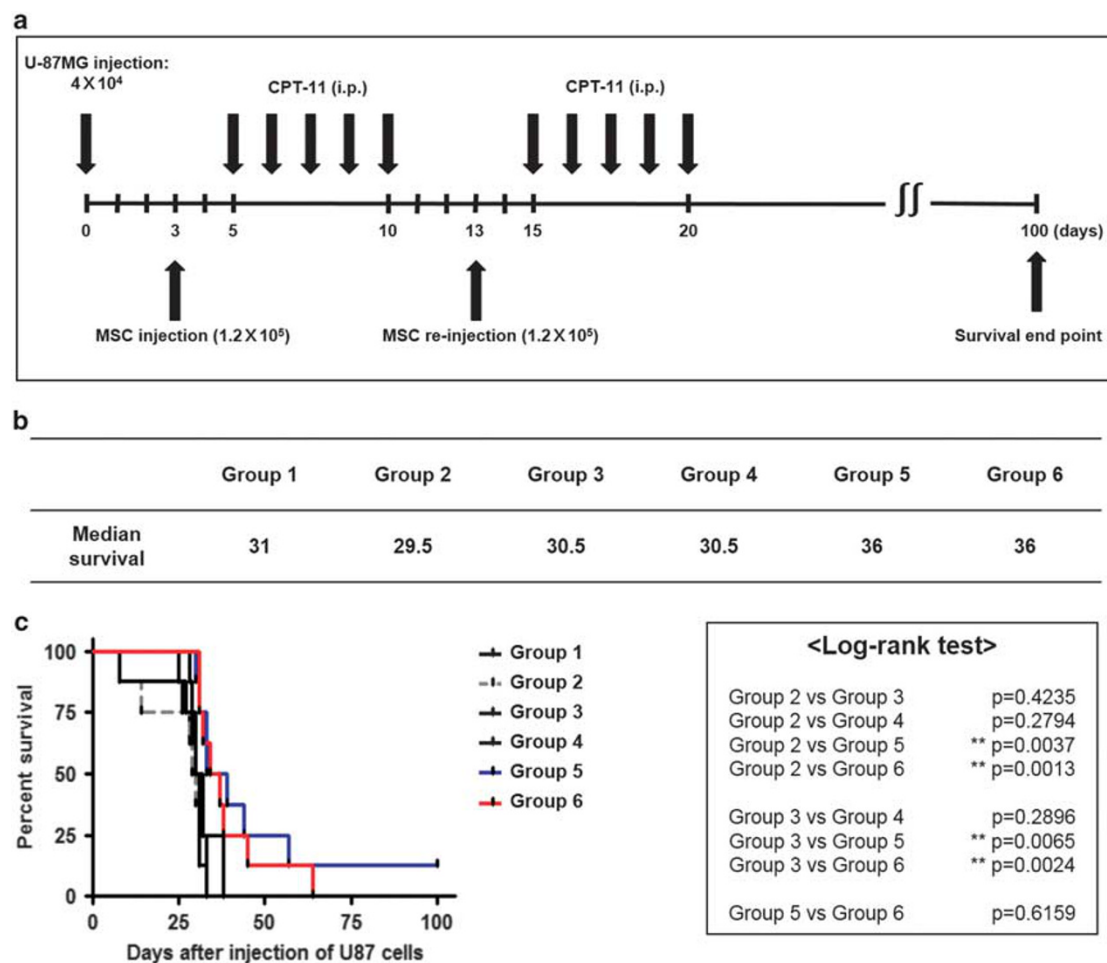 a
U-87MG injection:
4 X 10⁴
CPT-11 (i.p.)
CPT-11 (i.p.)
0
3
5
10
13
15
20
100 (days)
MSC injection (1.2 X 10⁵)
MSC re-injection (1.2 X 10⁵)
Survival end point
b
Group 1
Group 2
Group 3
Group 4
Group 5
Group 6
Median
survival
31
29.5
30.5
30.5
36
36
c
Percent survival
100
75
50
25
0
0
25
50
75
100
Days after injection of U87 cells
Group 1
Group 2
Group 3
Group 4
Group 5
Group 6
<Log-rank test>
Group 2 vs Group 3 p=0.4235
Group 2 vs Group 4 p=0.2794
Group 2 vs Group 5 ** p=0.0037
Group 2 vs Group 6 ** p=0.0013
Group 3 vs Group 4 p=0.2896
Group 3 vs Group 5 ** p=0.0065
Group 3 vs Group 6 ** p=0.0024
Group 5 vs Group 6 p=0.6159